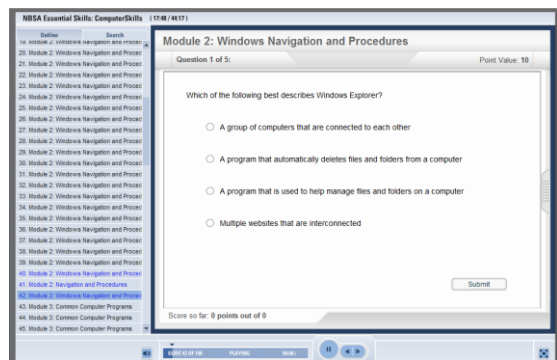 NBSA Essential Skills: ComputerSkills (17:48 / 44:17)
Outline Search
19. Module 2: Windows Navigation and Proced
20. Module 2: Windows Navigation and Proced
21. Module 2: Windows Navigation and Proced
22. Module 2: Windows Navigation and Proced
23. Module 2: Windows Navigation and Proced
24. Module 2: Windows Navigation and Proced
25. Module 2: Windows Navigation and Proced
26. Module 2: Windows Navigation and Proced
27. Module 2: Windows Navigation and Proced
28. Module 2: Windows Navigation and Proced
29. Module 2: Windows Navigation and Proced
30. Module 2: Windows Navigation and Proced
31. Module 2: Windows Navigation and Proced
32. Module 2: Windows Navigation and Proced
33. Module 2: Windows Navigation and Proced
34. Module 2: Windows Navigation and Proced
35. Module 2: Windows Navigation and Proced
36. Module 2: Windows Navigation and Proced
37. Module 2: Windows Navigation and Proced
38. Module 2: Windows Navigation and Proced
39. Module 2: Windows Navigation and Proced
40. Module 2: Windows Navigation and Proced
41. Module 2: Navigation and Procedures
42. Module 2: Windows Navigation and Proced
43. Module 3: Common Computer Programs
44. Module 3: Common Computer Programs
45. Module 3: Common Computer Programs
Module 2: Windows Navigation and Procedures
Question 1 of 5: Point Value: 10
Which of the following best describes Windows Explorer?
A group of computers that are connected to each other
A program that automatically deletes files and folders from a computer
A program that is used to help manage files and folders on a computer
Multiple websites that are interconnected
Submit
Score so far: 0 points out of 0
PLAYING